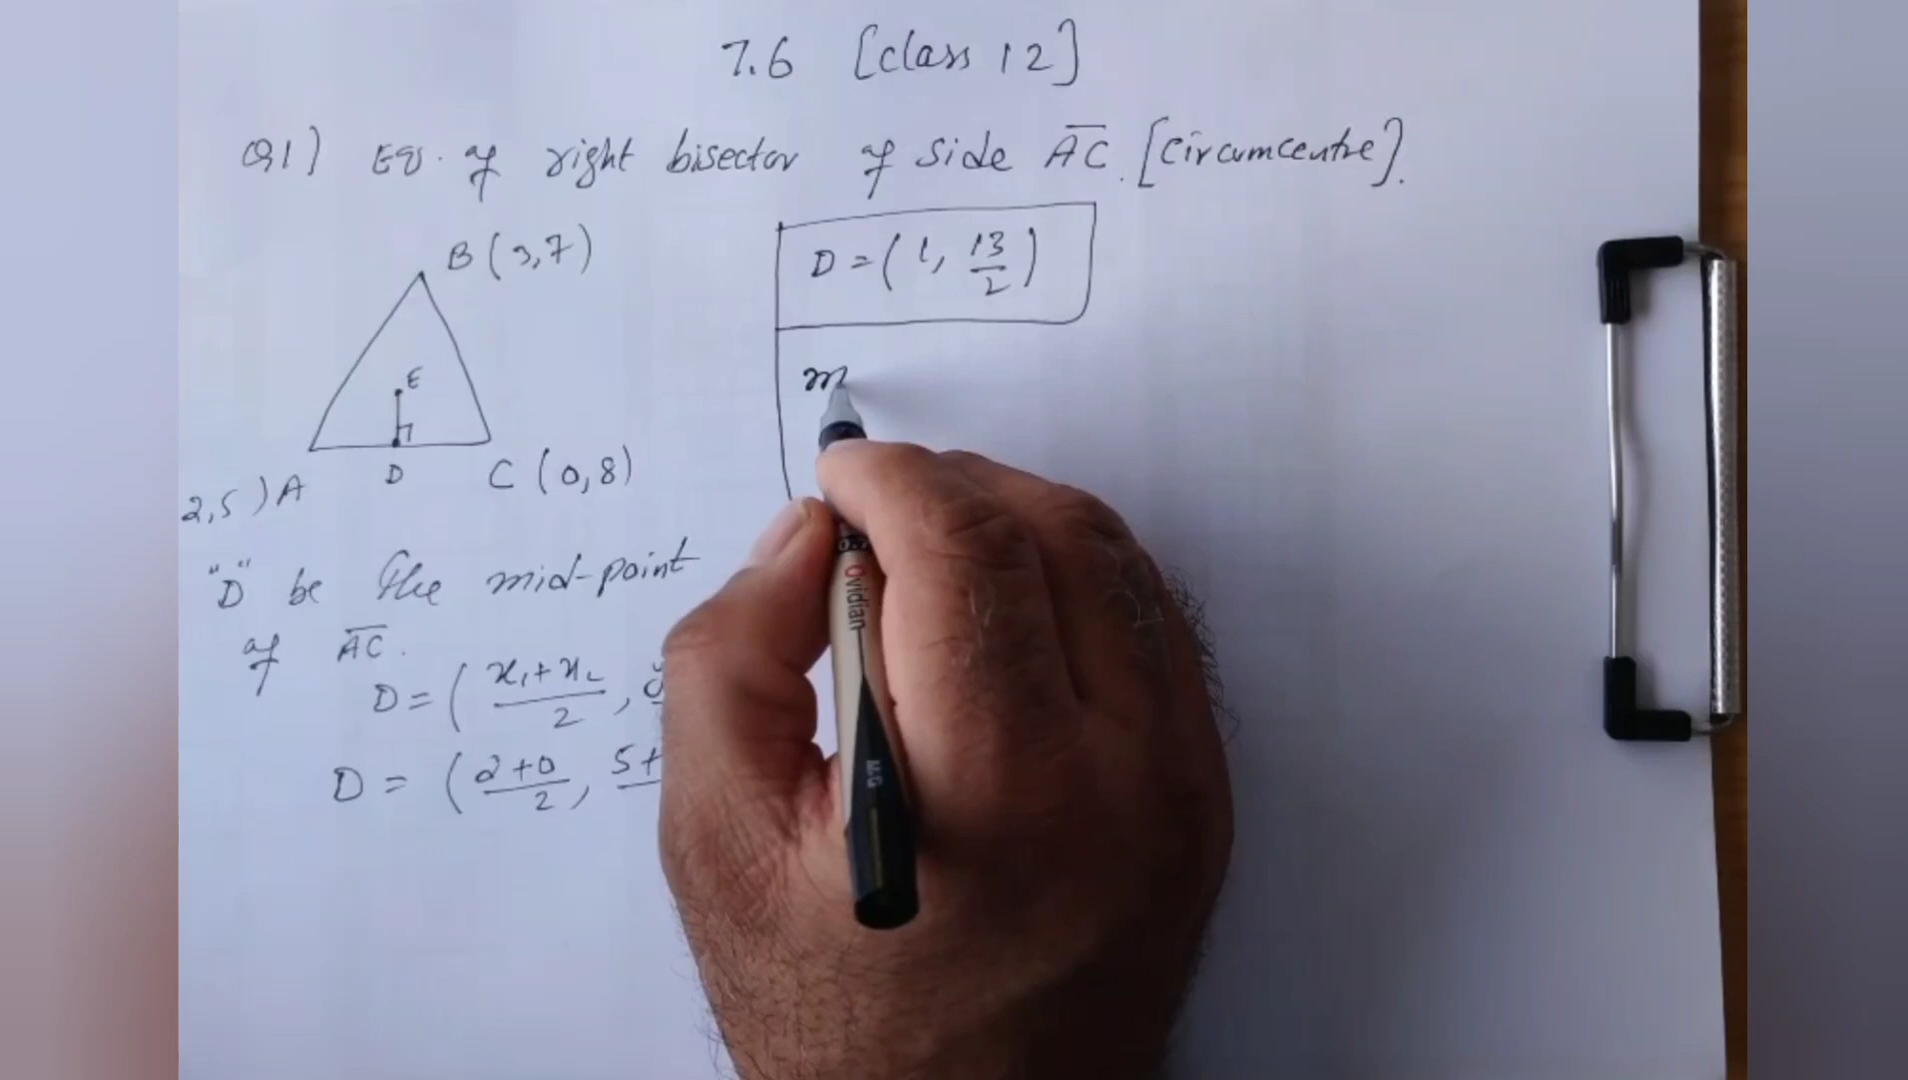 7.6 [class 12]
Q1) Eq. of right bisector of side AC. [Circumcentre].
B (3,7)
D = (1, 13/2)
m
E
D
C (0,8)
2,5) A
"D" be the mid-point
of AC.
D = ( x₁ + x₂ / 2 ,
D = ( 2+0 / 2 , 5+
Ovidian
M&G